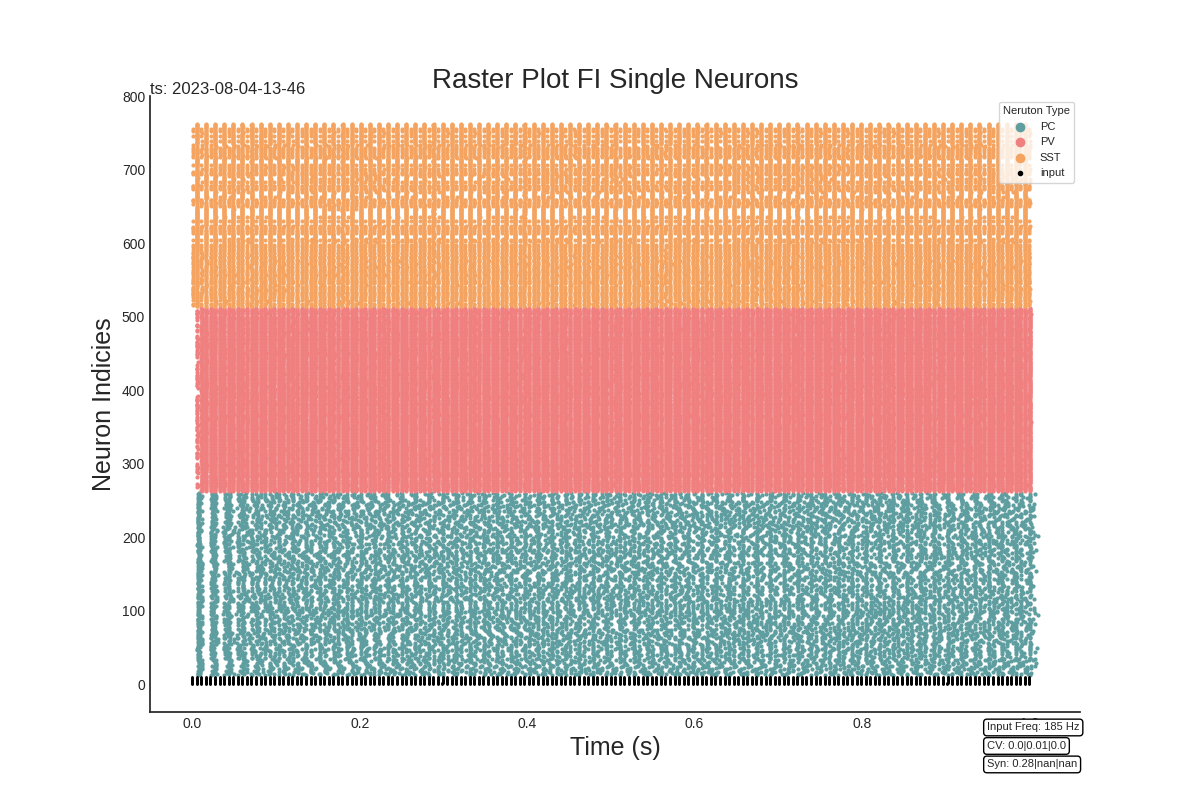 Raster Plot FI Single Neurons
ts: 2023-08-04-13-46
Neuron Indicies
800
700
600
500
400
300
200
100
0
Neruton Type
PC
PV
SST
input
0.0
0.2
0.4
0.6
0.8
Time (s)
Input Freq: 185 Hz
CV: 0.0|0.01|0.0
Syn: 0.28|nan|nan